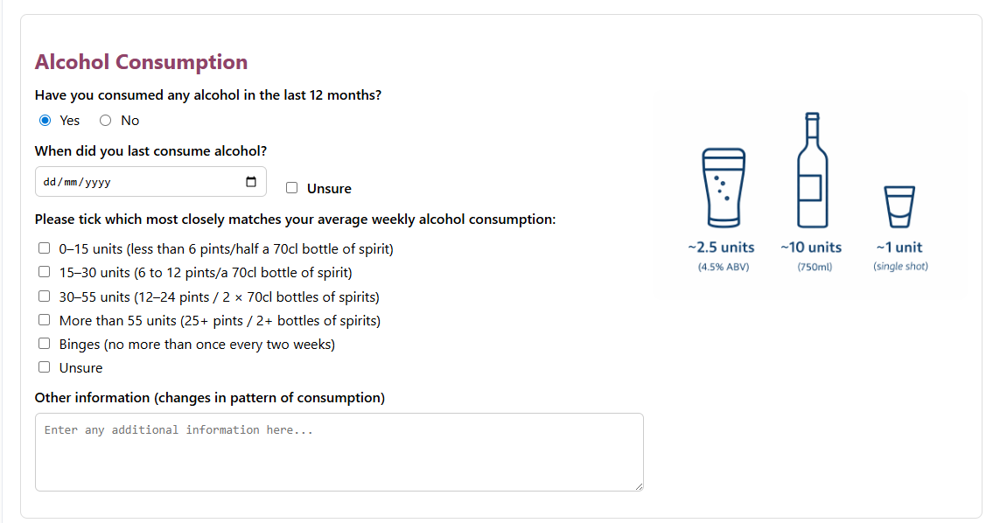 Alcohol Consumption
Have you consumed any alcohol in the last 12 months?
Yes No
When did you last consume alcohol?
dd/mm/yyyy
Unsure
Please tick which most closely matches your average weekly alcohol consumption:
0–15 units (less than 6 pints/half a 70cl bottle of spirit)
15–30 units (6 to 12 pints/a 70cl bottle of spirit)
30–55 units (12–24 pints / 2 × 70cl bottles of spirits)
More than 55 units (25+ pints / 2+ bottles of spirits)
Binges (no more than once every two weeks)
Unsure
Other information (changes in pattern of consumption)
Enter any additional information here...
~2.5 units ~10 units ~1 unit
(4.5% ABV) (750ml) (single shot)